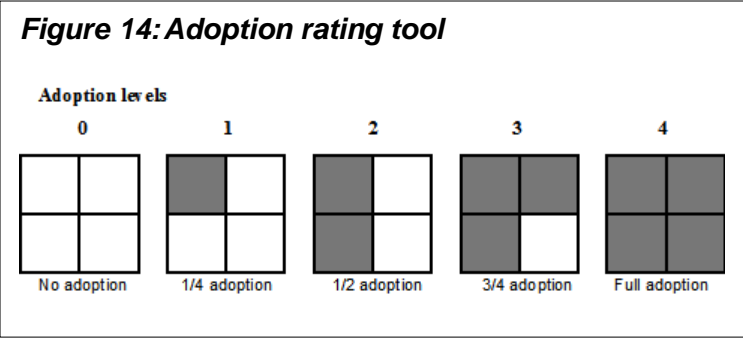 Figure 14: Adoption rating tool
Adoption levels
0 1 2 3 4
No adoption 1/4 adoption 1/2 adoption 3/4 adoption Full adoption